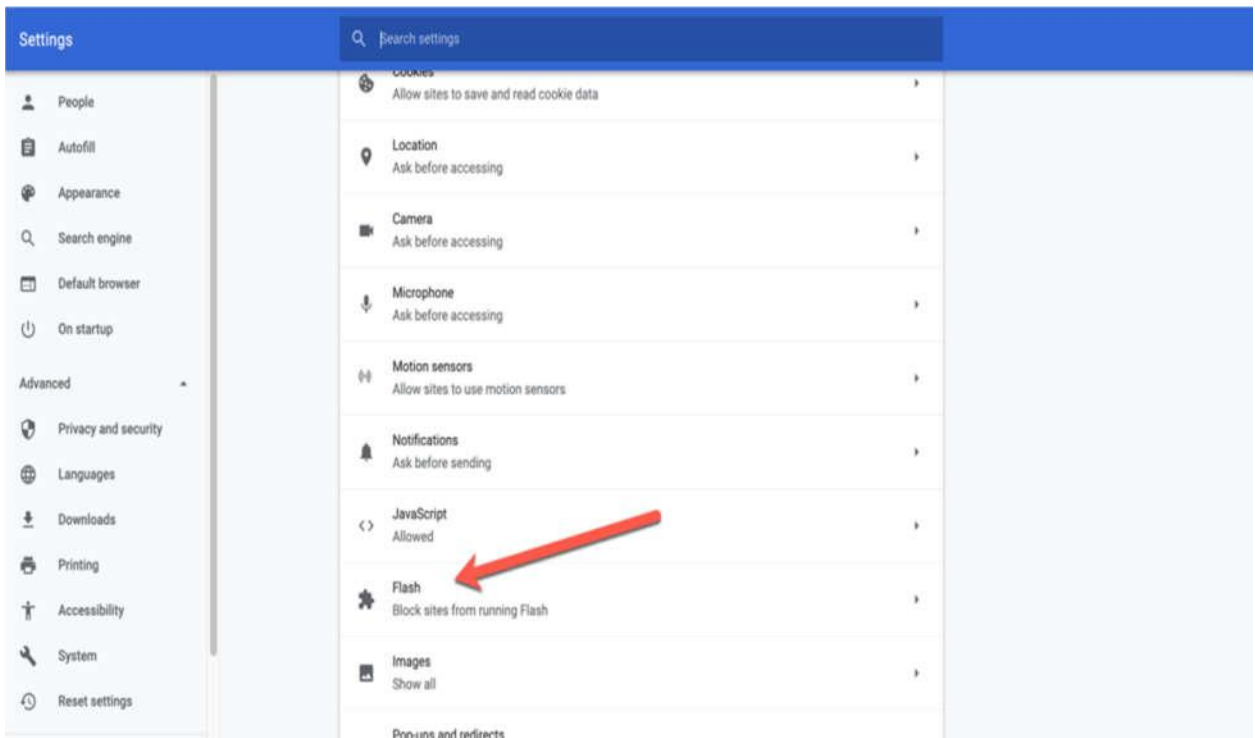 Settings
Search settings
People
Autofill
Appearance
Search engine
Default browser
On startup
Advanced
Privacy and security
Languages
Downloads
Printing
Accessibility
System
Reset settings
Cookies
Allow sites to save and read cookie data
Location
Ask before accessing
Camera
Ask before accessing
Microphone
Ask before accessing
Motion sensors
Allow sites to use motion sensors
Notifications
Ask before sending
JavaScript
Allowed
Flash
Block sites from running Flash
Images
Show all
Pop-ups and redirects